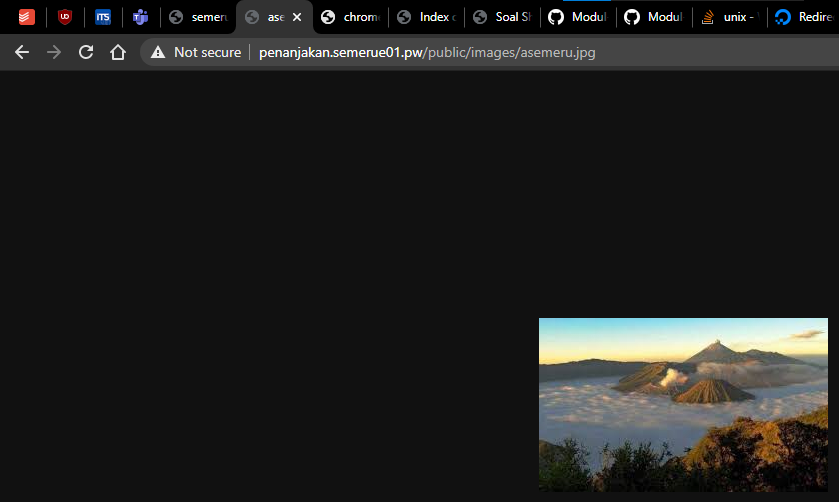 ITS semeru ase chrom Index Soal Sh Modul Modul unix - Redire
Not secure penanjakan.semerue01.pw/public/images/asemeru.jpg